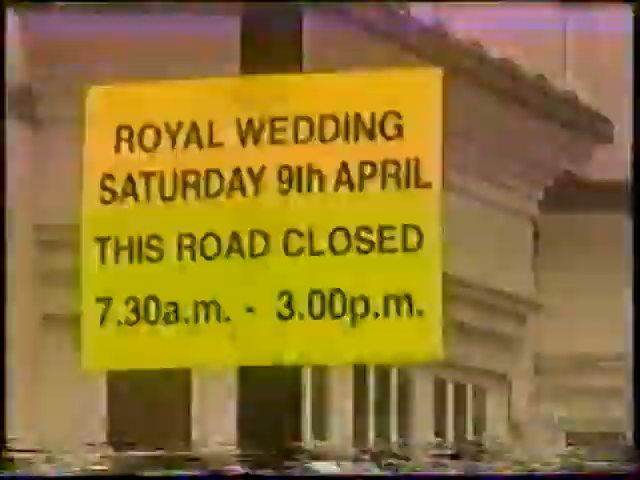 ROYAL WEDDING
SATURDAY 9th APRIL
THIS ROAD CLOSED
7.30a.m. - 3.00p.m.